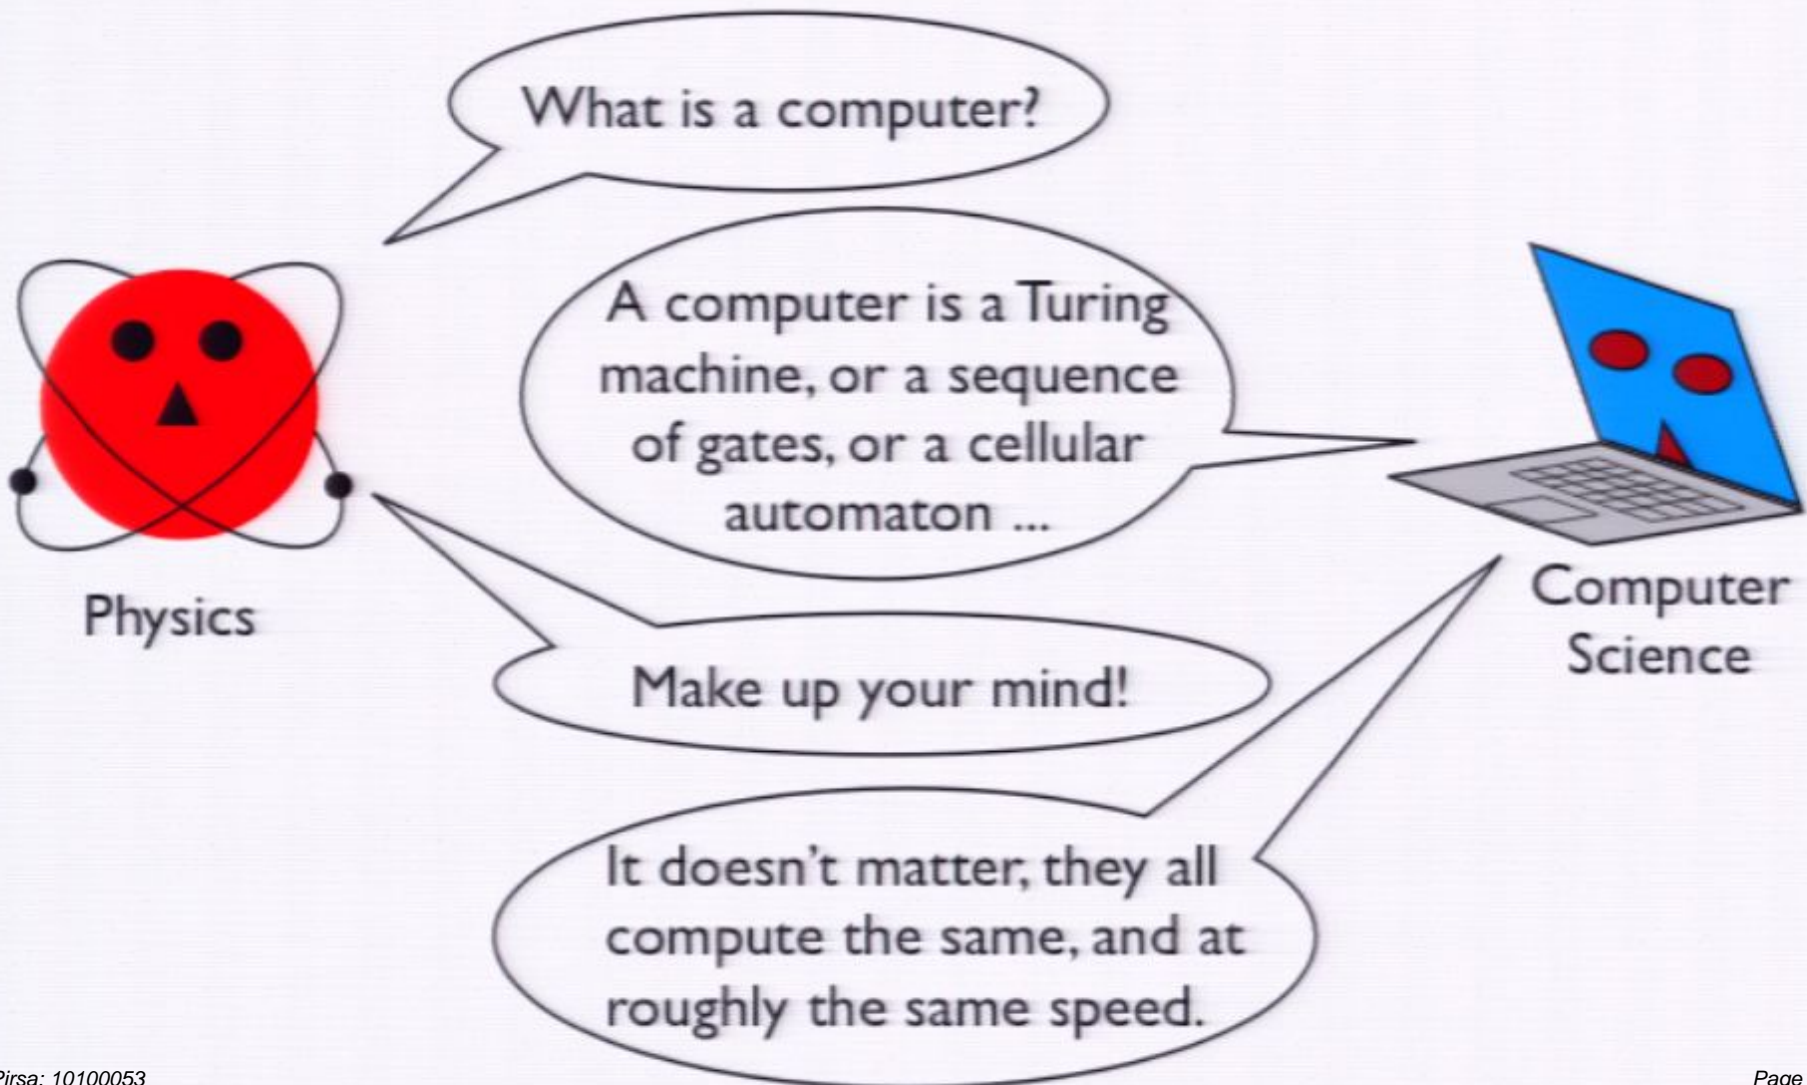 What is a computer?
A computer is a Turing
machine, or a sequence
of gates, or a cellular
automaton ...
Physics
Computer
Science
Make up your mind!
It doesn't matter, they all
compute the same, and at
roughly the same speed.
Pirsa: 10100053
Page